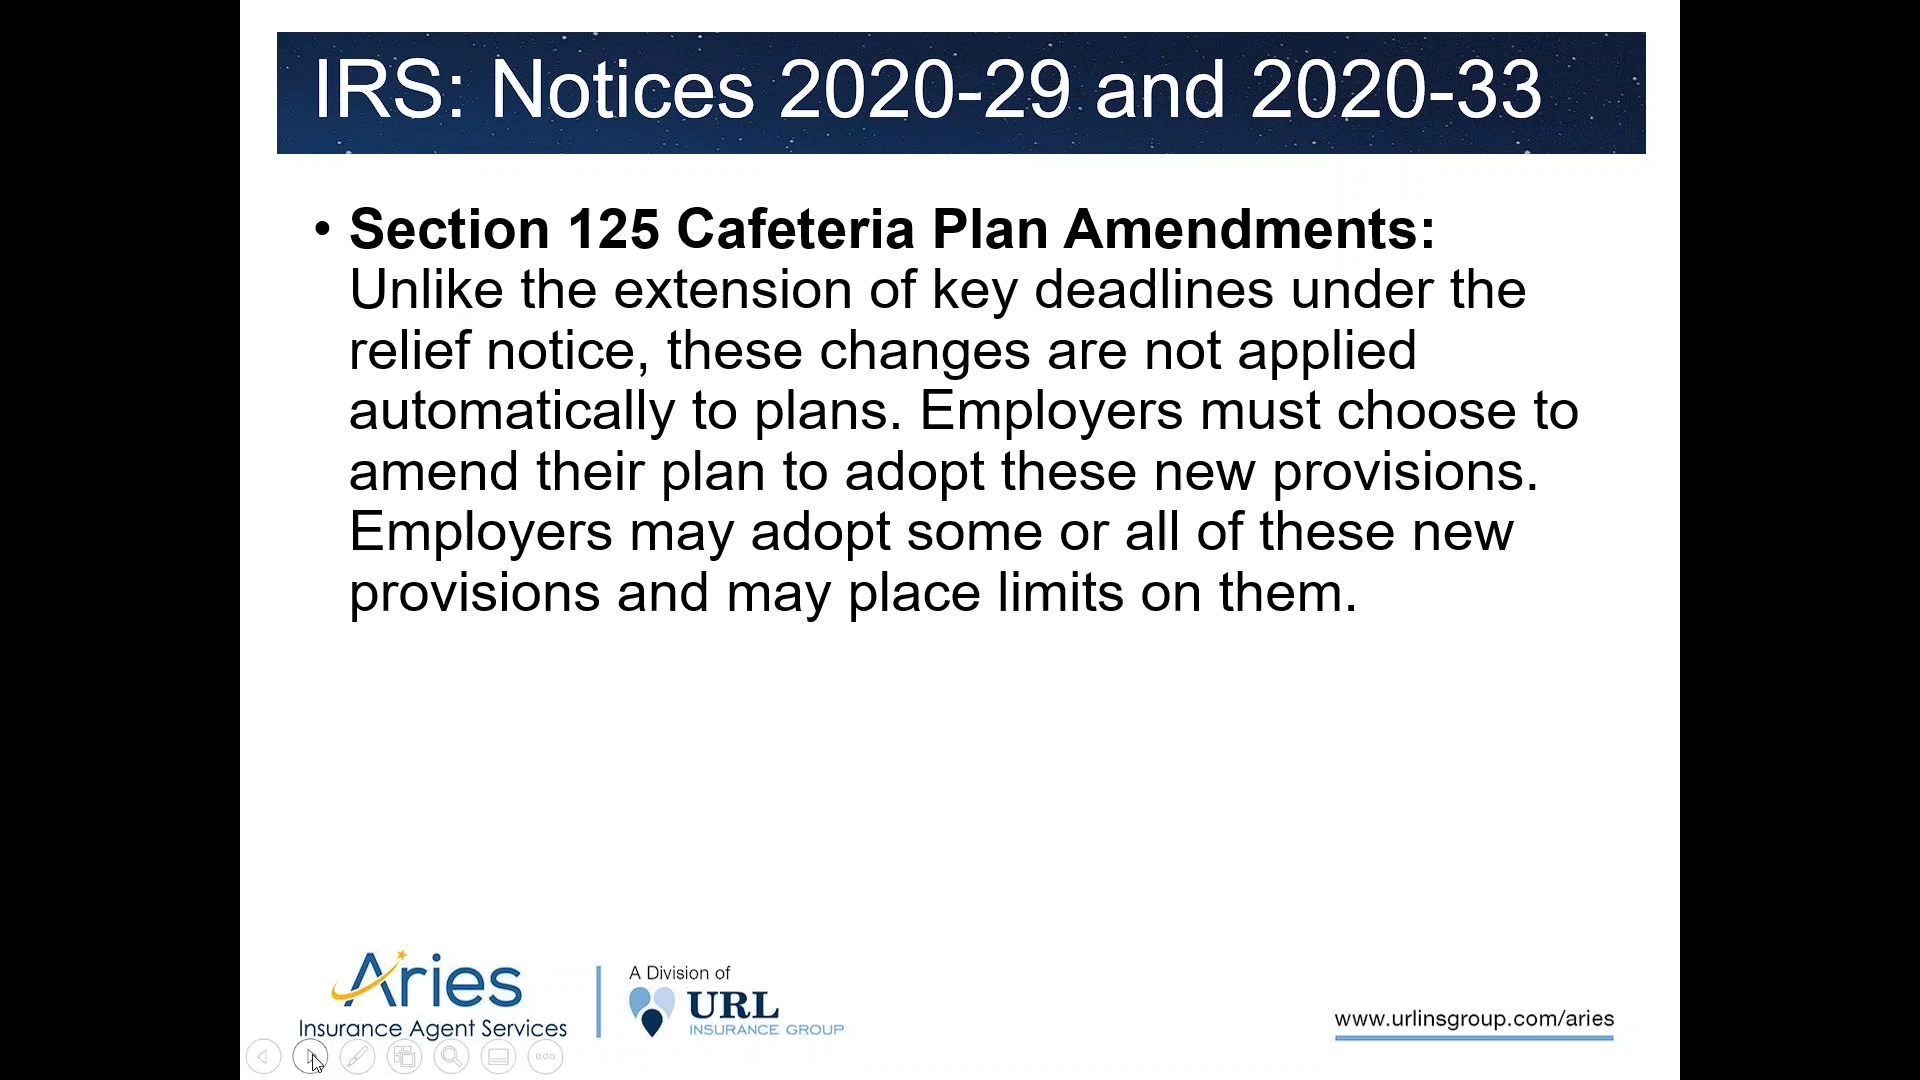 IRS: Notices 2020-29 and 2020-33
• Section 125 Cafeteria Plan Amendments:
Unlike the extension of key deadlines under the
relief notice, these changes are not applied
automatically to plans. Employers must choose to
amend their plan to adopt these new provisions.
Employers may adopt some or all of these new
provisions and may place limits on them.
Aries
Insurance Agent Services
A Division of
URL
INSURANCE GROUP
www.urlinsgroup.com/aries